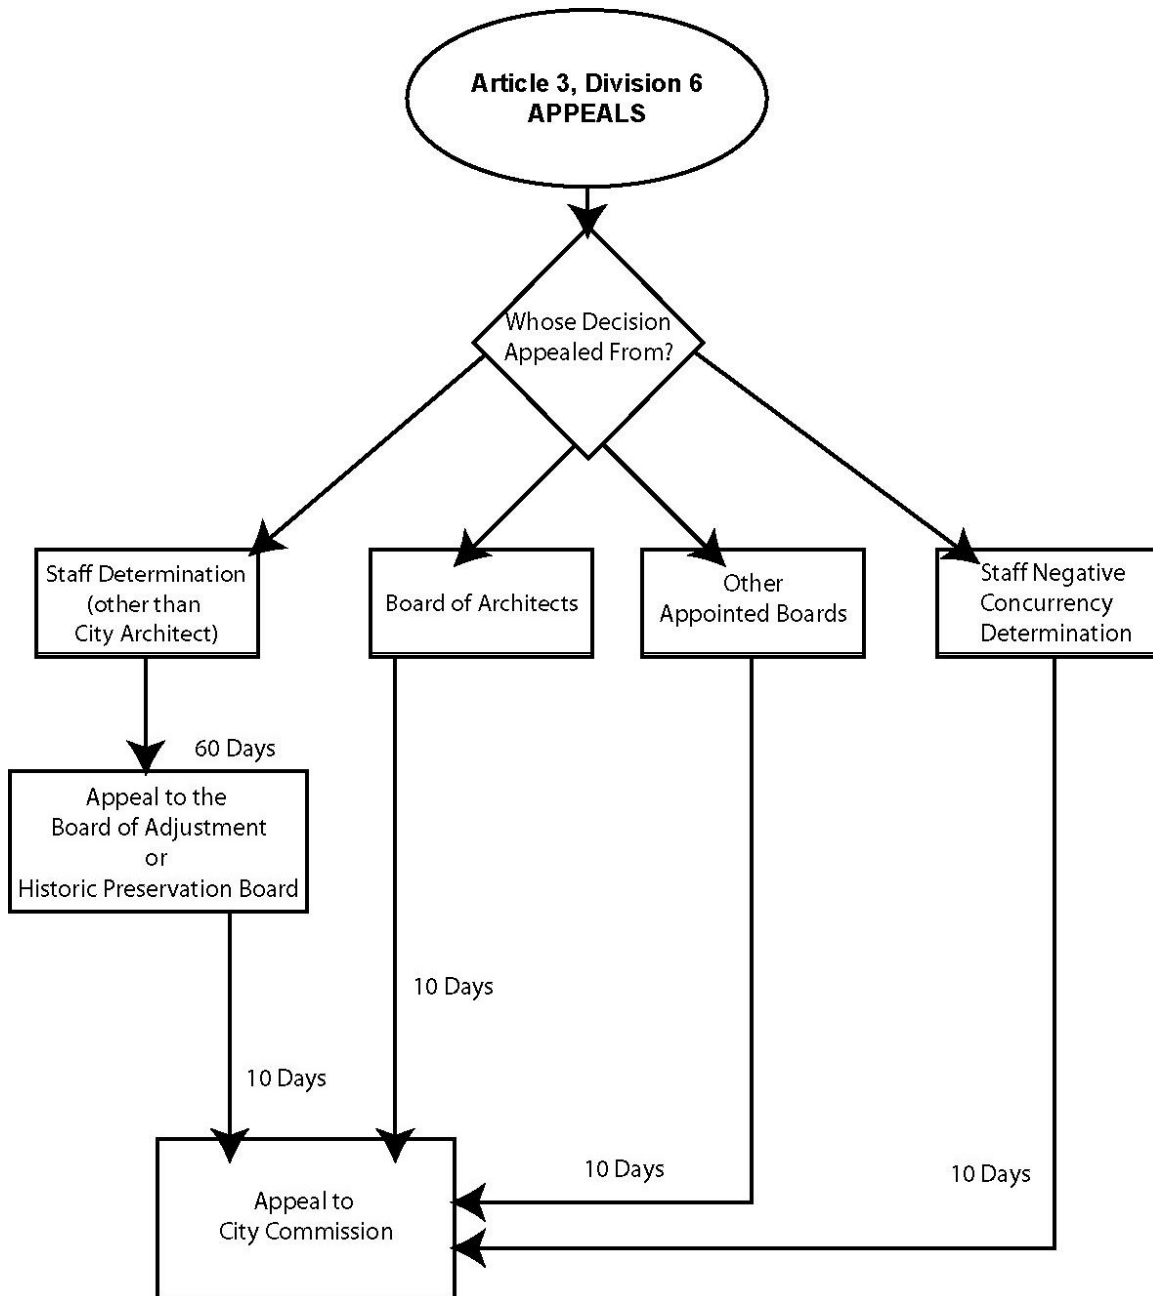 Article 3, Division 6
APPEALS
Whose Decision
Appealed From?
Staff Determination
(other than
City Architect)
Board of Architects
Other
Appointed Boards
Staff Negative
Concurrency
Determination
60 Days
Appeal to the
Board of Adjustment
or
Historic Preservation Board
10 Days
10 Days
10 Days
10 Days
Appeal to
City Commission